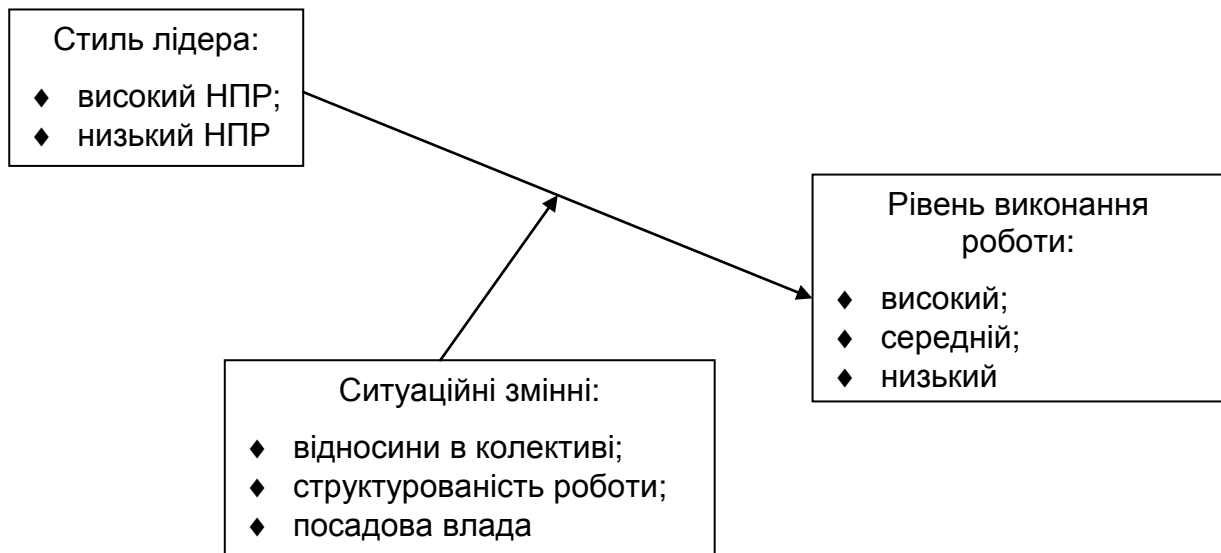 Стиль лідера:
♦ високий НПР;
♦ низький НПР
Рівень виконання
роботи:
♦ високий;
♦ середній;
♦ низький
Ситуаційні змінні:
♦ відносини в колективі;
♦ структурованість роботи;
♦ посадова влада